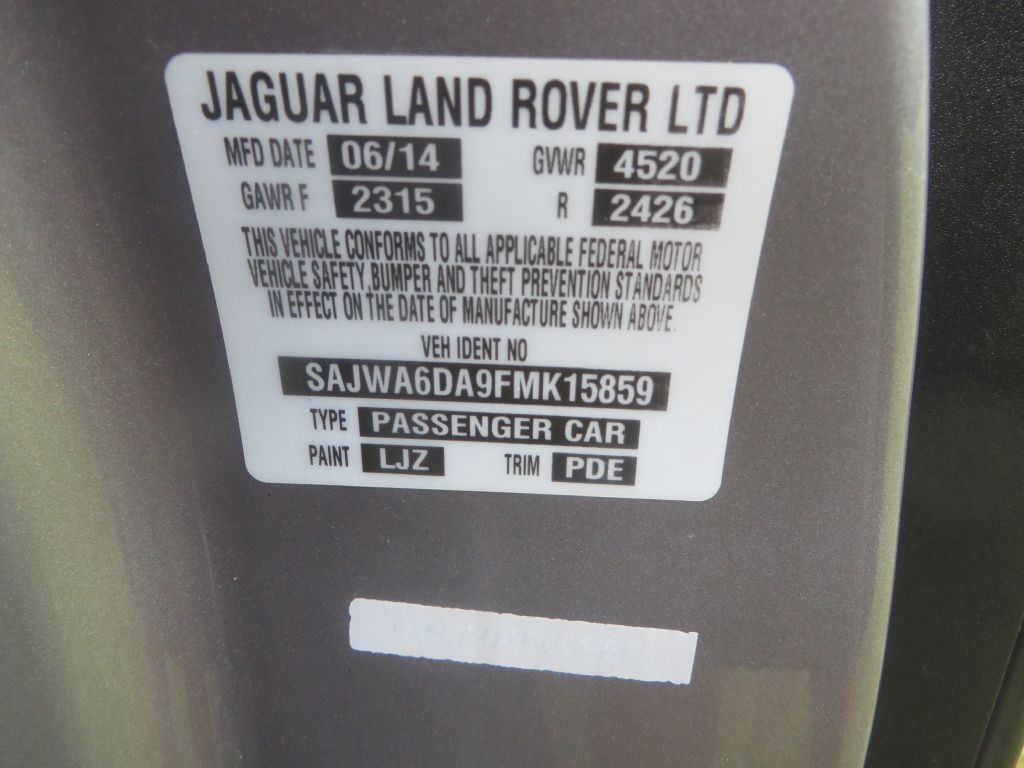 JAGUAR LAND ROVER LTD
MFD DATE 06/14 GVWR 4520
GAWR F 2315 R 2426
THIS VEHICLE CONFORMS TO ALL APPLICABLE FEDERAL MOTOR
VEHICLE SAFETY, BUMPER AND THEFT PREVENTION STANDARDS
IN EFFECT ON THE DATE OF MANUFACTURE SHOWN ABOVE.
VEH IDENT NO
SAJWA6DA9FMK15859
TYPE PASSENGER CAR
PAINT LJZ TRIM PDE